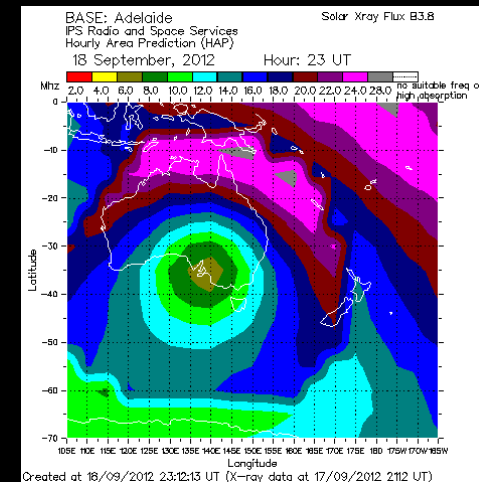 BASE: Adelaide Solar Xray Flux B3.8
IPS Radio and Space Services
Hourly Area Prediction (HAP)
18 September, 2012 Hour: 23 UT
Mhz 2.0 4.0 6.0 8.0 10.0 12.0 14.0 16.0 18.0 20.0 22.0 24.0 28.0 no suitable freq o
high absorption
0
-10
-20
-30
Latitude
-40
-50
-60
-70
105E 110E 115E 120E 125E 130E 135E 140E 145E 150E 155E 160E 165E 170E 175E 180 175W 170W 165W
Longitude
Created at 18/09/2012 23:12:13 UT (X-ray data at 17/09/2012 2112 UT)